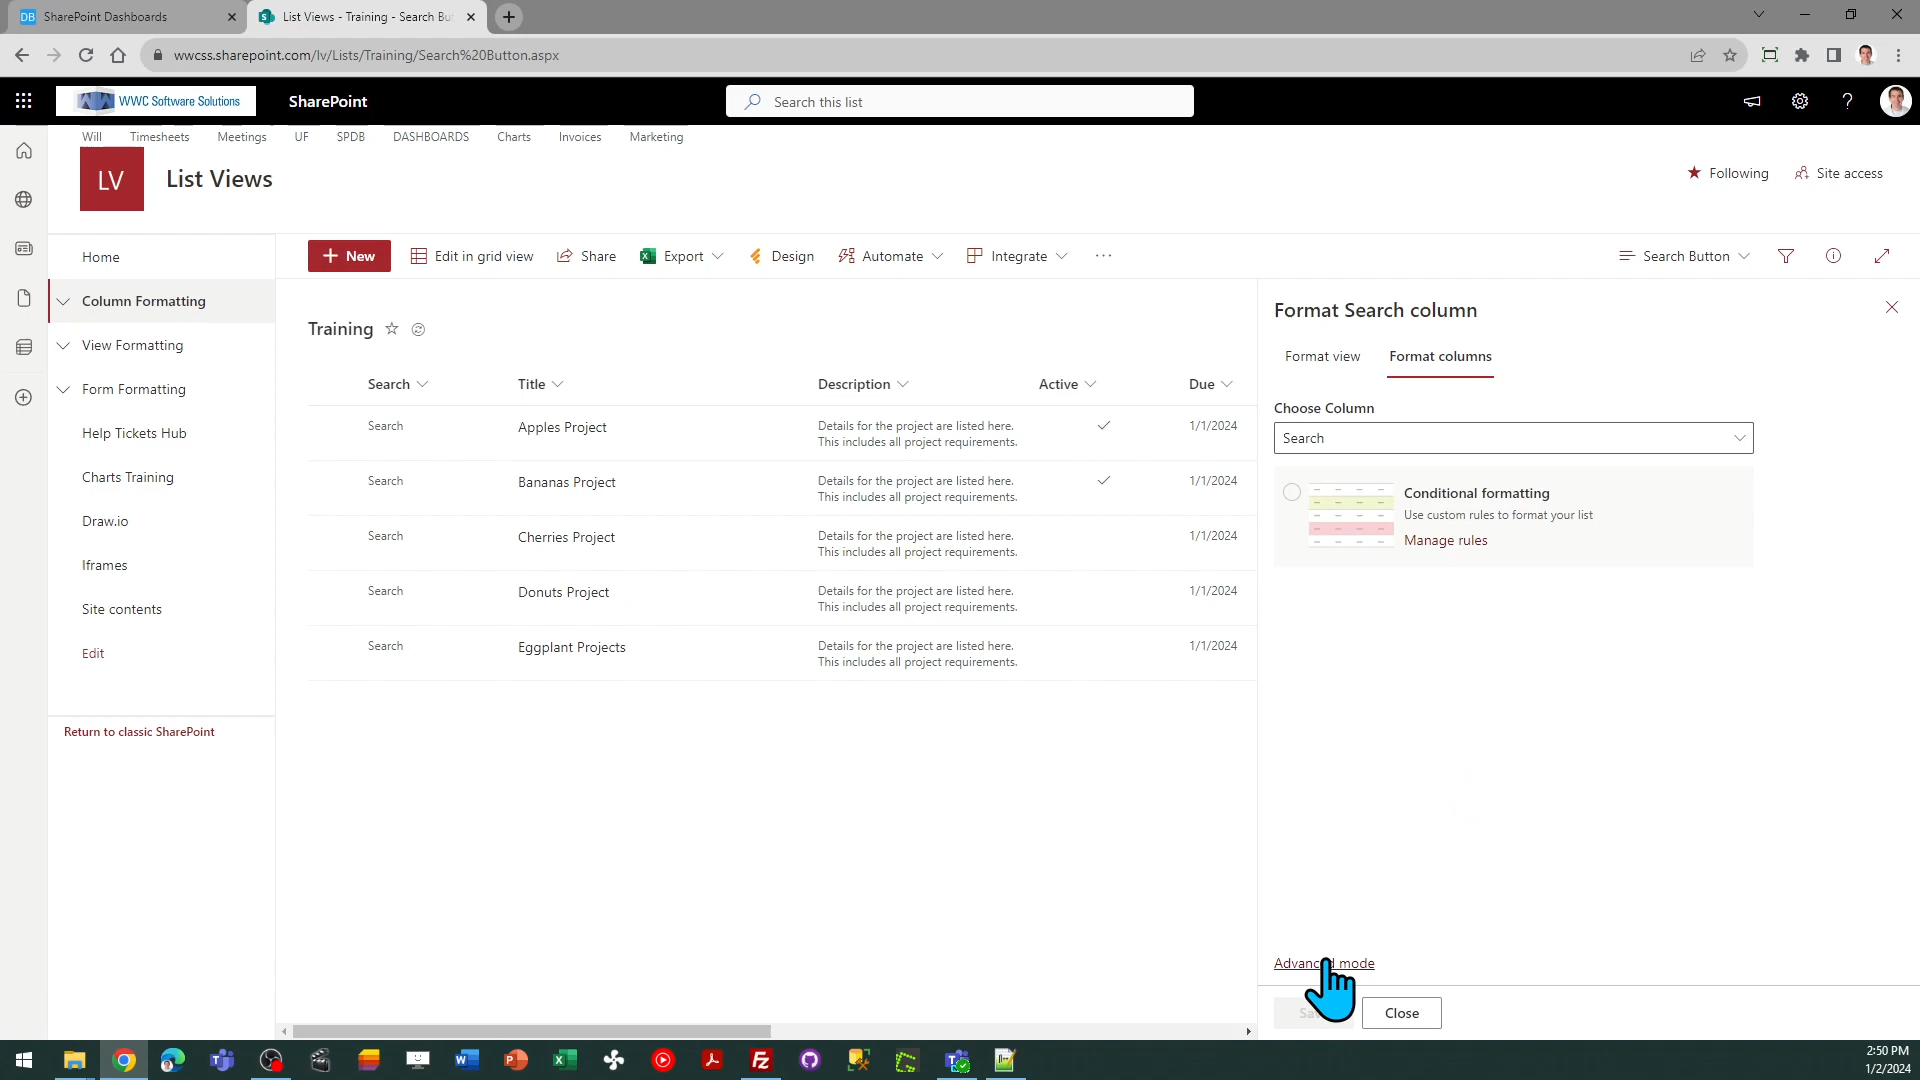 SharePoint Dashboards
List Views - Training - Search Bu
wwcss.sharepoint.com/lv/Lists/Training/Search%20Button.aspx
WWC Software Solutions
SharePoint
Search this list
Will
Timesheets
Meetings
UF
SPDB
DASHBOARDS
Charts
Invoices
Marketing
LV
List Views
Following
Site access
Home
Column Formatting
View Formatting
Form Formatting
Help Tickets Hub
Charts Training
Draw.io
Iframes
Site contents
Edit
Return to classic SharePoint
New
Edit in grid view
Share
Export
Design
Automate
Integrate
Search Button
Training
Search Title Description Active Due
Search Apples Project Details for the project are listed here. 1/1/2024
This includes all project requirements.
Search Bananas Project Details for the project are listed here. 1/1/2024
This includes all project requirements.
Search Cherries Project Details for the project are listed here. 1/1/2024
This includes all project requirements.
Search Donuts Project Details for the project are listed here. 1/1/2024
This includes all project requirements.
Search Eggplant Projects Details for the project are listed here. 1/1/2024
This includes all project requirements.
Format Search column
Format view
Format columns
Choose Column
Search
Conditional formatting
Use custom rules to format your list
Manage rules
Advanced mode
Close
2:50 PM
1/2/2024